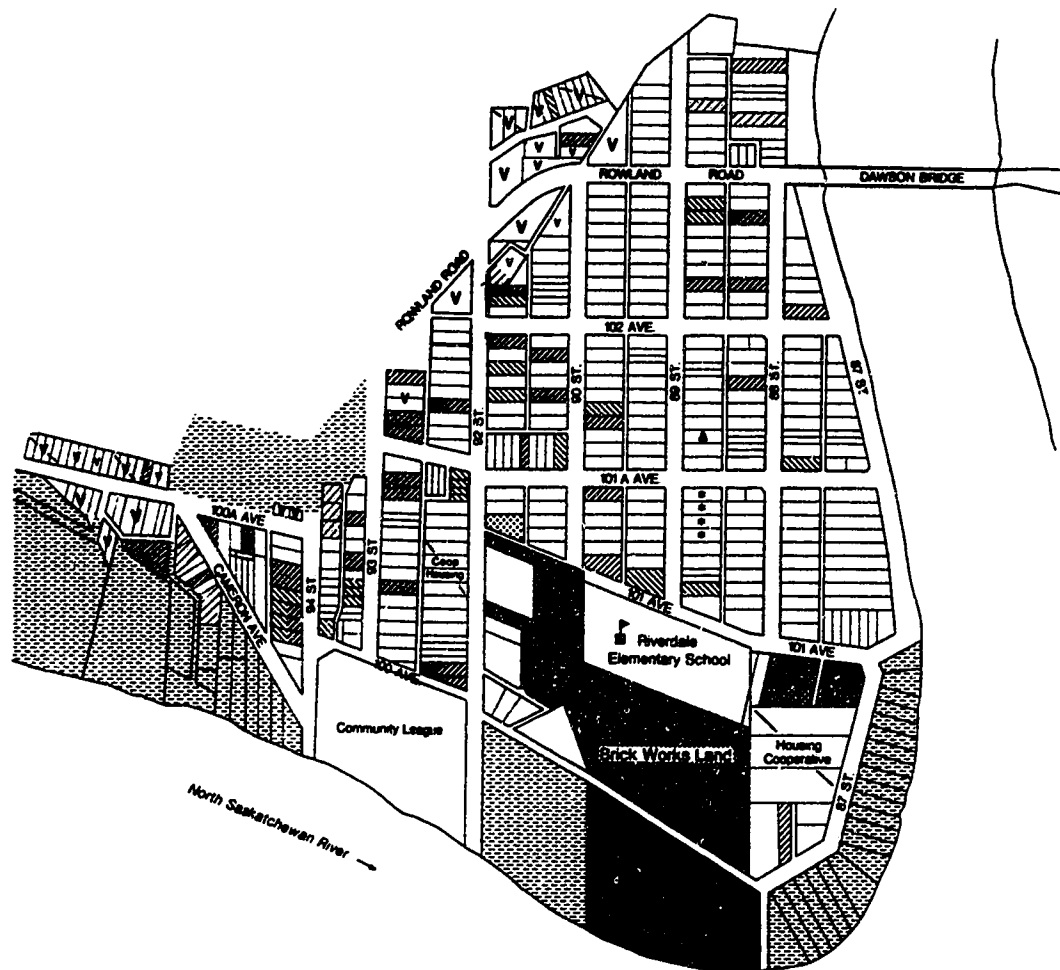 ROWLAND ROAD
DAWSON BRIDGE
ROWLAND ROAD
102 AVE.
92 ST.
90 ST.
89 ST.
88 ST.
87 ST.
101 A AVE.
100A AVE
CAMERON AVE
94 ST.
93 ST.
Coop
Housing
101 AVE
101 AVE
Riverdale
Elementary School
100 AVE
Community League
Brick Works Land
Housing
Cooperative
87 ST.
North Saskatchewan River
V
V
V
V
V
V
V
V
V
V
V
V